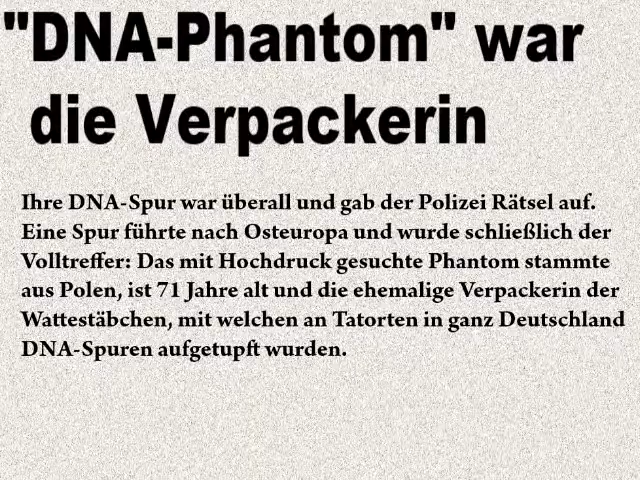 "DNA-Phantom" war
die Verpackerin
Ihre DNA-Spur war überall und gab der Polizei Rätsel auf.
Eine Spur führte nach Osteuropa und wurde schließlich der
Volltreffer: Das mit Hochdruck gesuchte Phantom stammte
aus Polen, ist 71 Jahre alt und die ehemalige Verpackerin der
Wattestäbchen, mit welchen an Tatorten in ganz Deutschland
DNA-Spuren aufgetupft wurden.